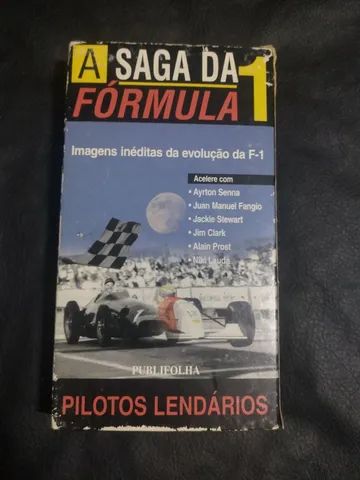 A SAGA DA
FÓRMULA 1
Imagens inéditas da evolução da F-1
Acelere com
• Ayrton Senna
• Juan Manuel Fangio
• Jackie Stewart
• Jim Clark
• Alain Prost
• Niki Lauda
PUBLIFOLHA
PILOTOS LENDÁRIOS